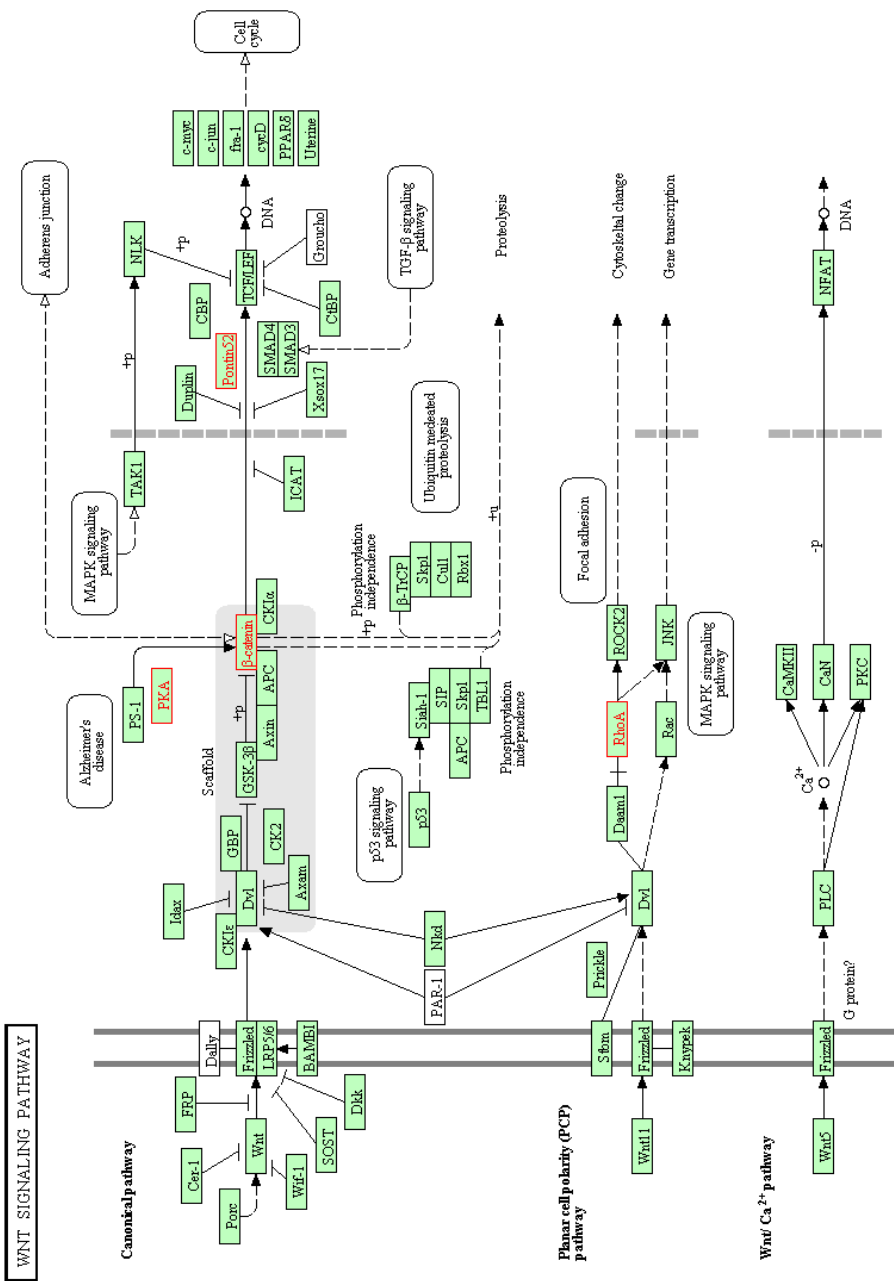 WNT SIGNALING PATHWAY
Canonical pathway
Porc
Cer-1
Wnt
Wif-1
FRP
SOST
Dkk
Dally
Frizzled
LRP5/6
BAMBI
Idax
CKIε
Dvl
Axam
GBP
CK2
Nkd
PAR-1
Scaffold
GSK-3β
+p
Axin
APC
β-catenin
CKIα
Alzheimer's
disease
PS-1
PKA
MAPK signaling
pathway
TAK1
+p
NLK
+p
Adherens junction
ICAT
Duplin
Xsox17
Pontin52
SMAD4
SMAD3
CBP
TCF/LEF
CtBP
Groucho
DNA
c-myc
c-jun
fra-1
cycD
PPARδ
Uterine
Cell
cycle
TGF-β signaling
pathway
p53 signaling
pathway
p53
Siah-1
SIP
APC
Skp1
TBL1
Phosphorylation
independence
+p
Phosphorylation
independence
β-TrCP
Skp1
Cul1
Rbx1
Ubiquitin medeated
proteolysis
+u
Proteolysis
Planar cell polarity (PCP)
pathway
Wnt11
Stbm
Frizzled
Knypek
Prickle
Dvl
Daam1
RhoA
Rac
ROCK2
JNK
Focal adhesion
MAPK singnaling
pathway
Cytoskeltal change
Gene transcription
Wnt/ Ca2+ pathway
Wnt5
Frizzled
G protein?
PLC
Ca2+
CaMKII
CaN
PKC
-p
NFAT
DNA